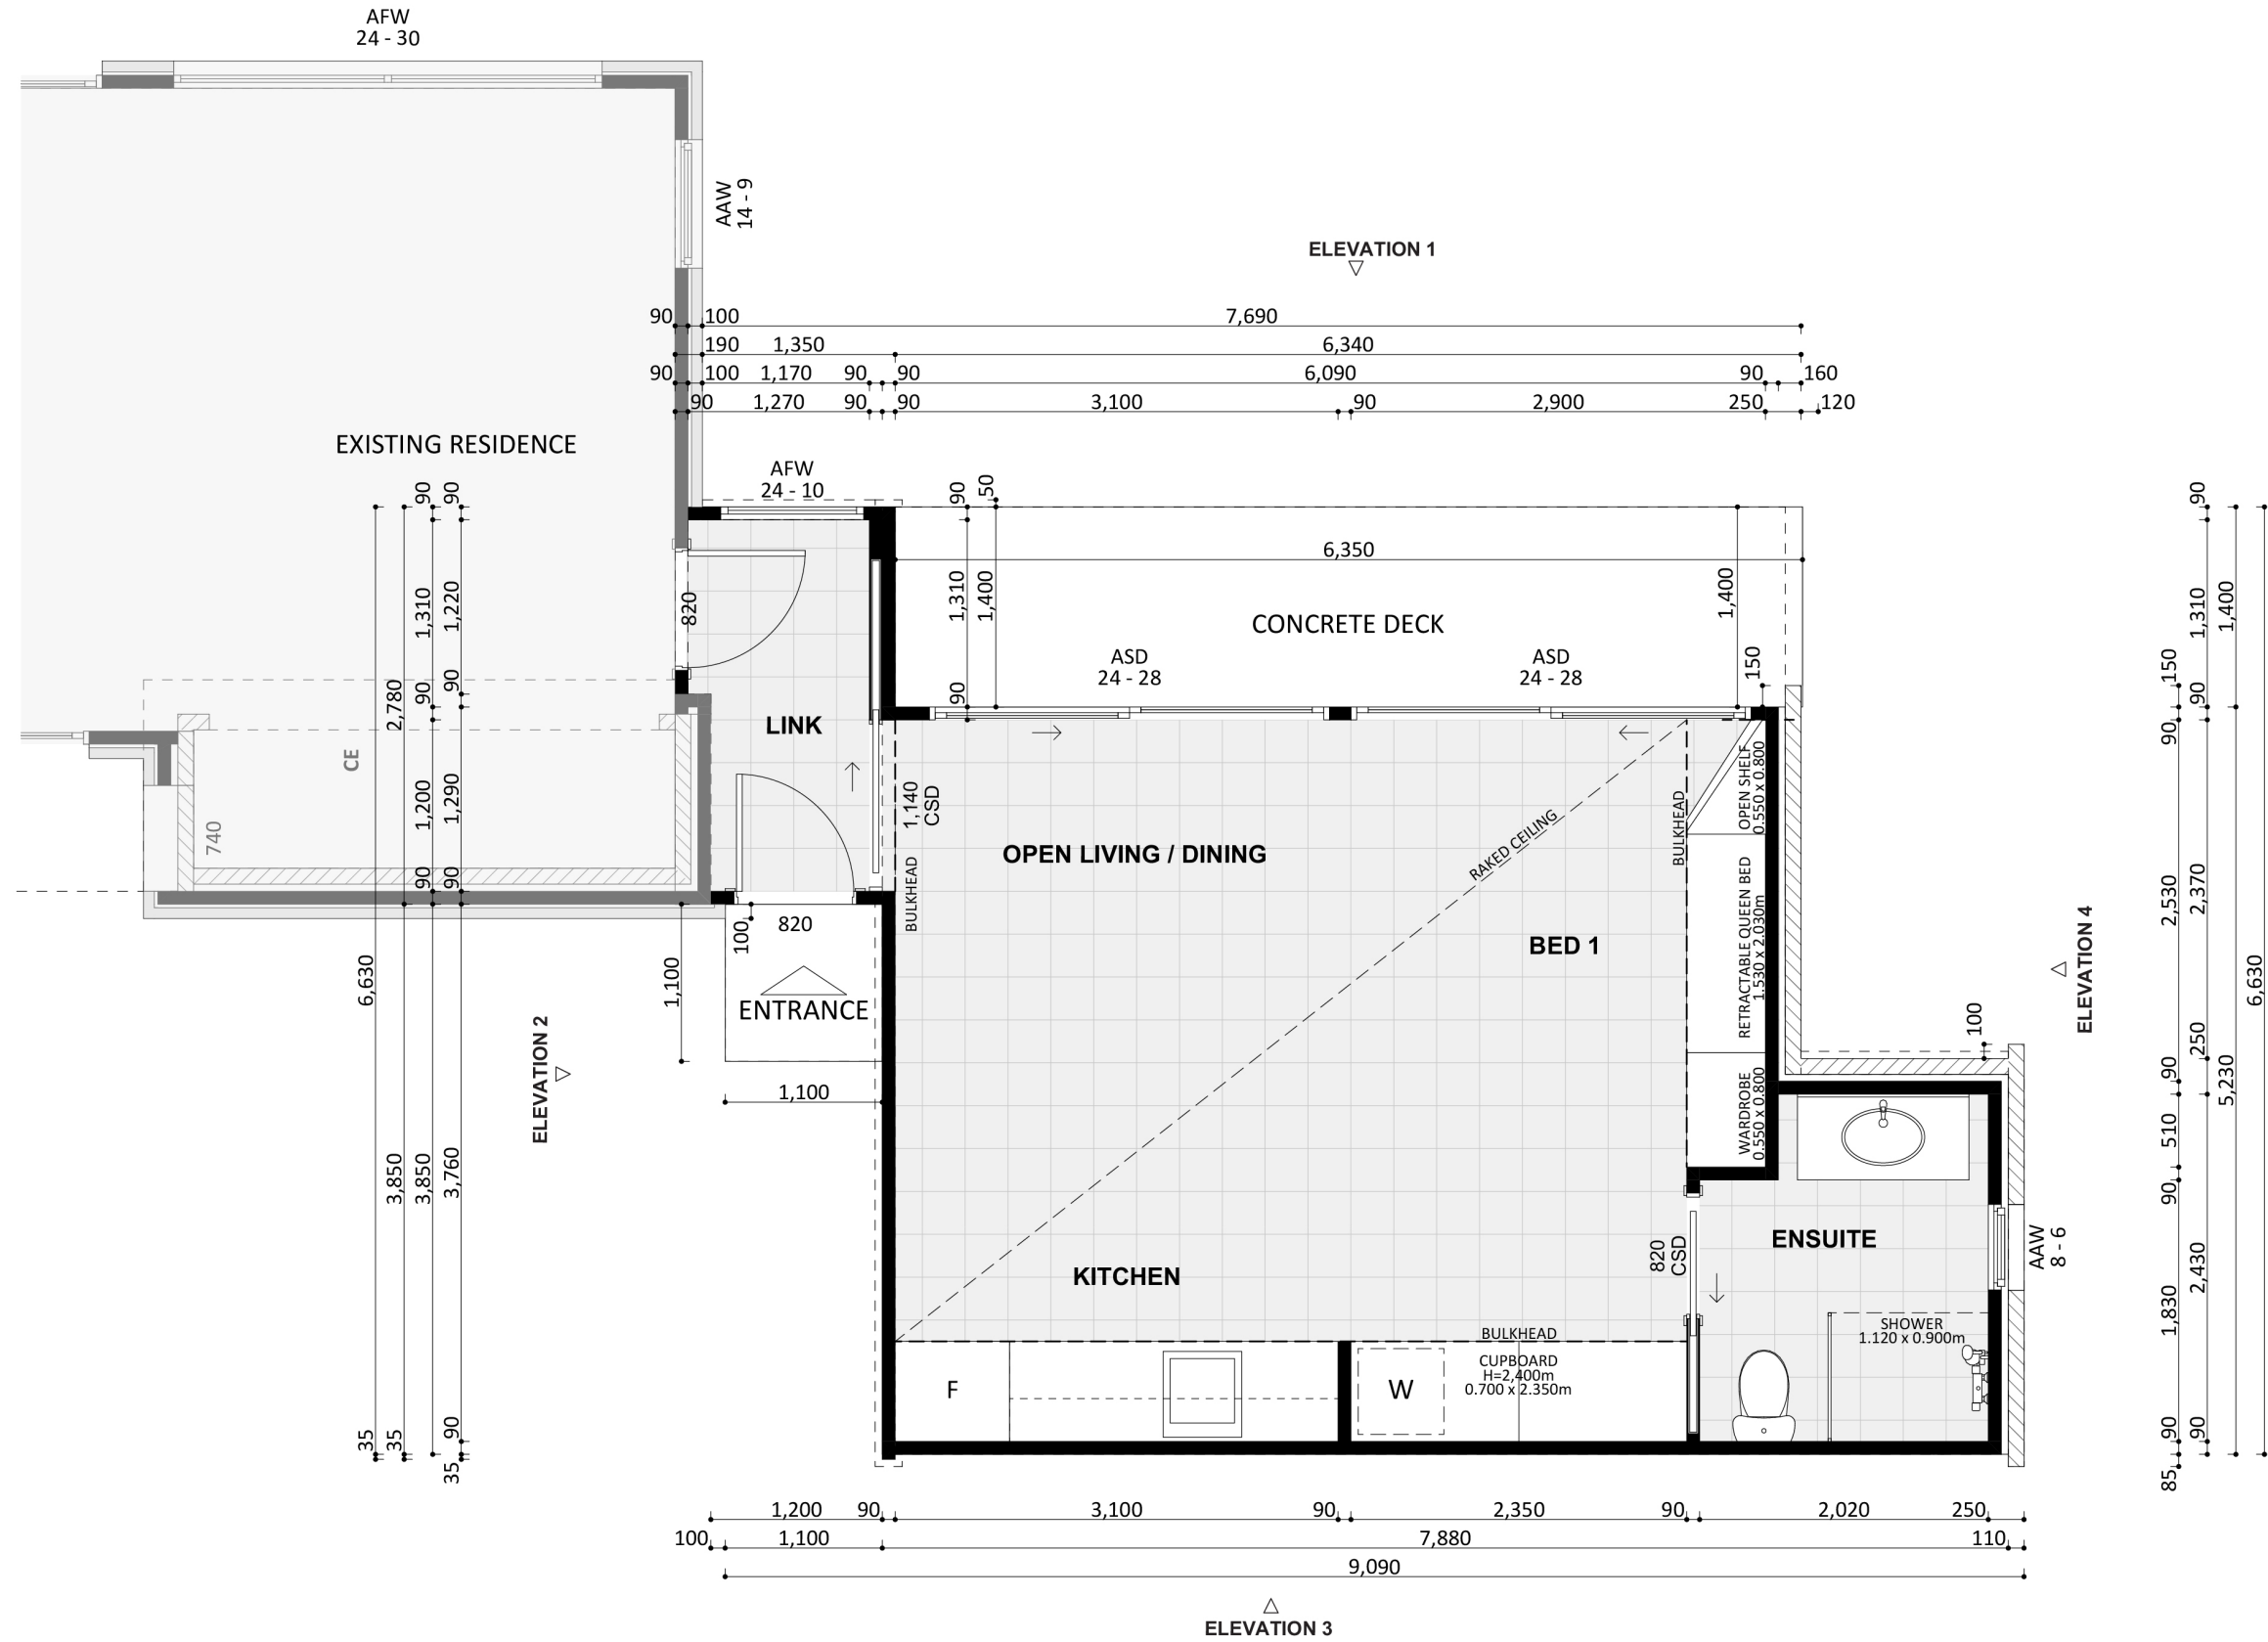 AFW
24 - 30
AAW
14 - 9
ELEVATION 1
90
100
7,690
190
1,350
6,340
90
100
1,170
90
90
6,090
90
160
90
1,270
90
90
3,100
90
2,900
250
120
EXISTING RESIDENCE
AFW
24 - 10
90
90
90
50
90
6,350
1,310
1,220
820
1,310
1,400
1,400
1,310
1,400
CONCRETE DECK
ASD
24 - 28
ASD
24 - 28
150
150
2,780
90
90
90
90
90
LINK
CE
740
1,200
1,290
1,140
CSD
OPEN LIVING / DINING
RAKED CEILING
BULKHEAD
OPEN SHELF
0.550 x 0.800
90
90
BULKHEAD
RETRACTABLE QUEEN BED
1.530 x 2.030m
2,530
2,370
820
100
BED 1
ELEVATION 4
6,630
1,100
ENTRANCE
6,630
ELEVATION 2
100
250
90
5,230
1,100
WARDROBE
0.550 x 0.800
510
3,850
3,850
3,760
90
820
CSD
ENSUITE
AAW
8 - 6
KITCHEN
2,430
1,830
SHOWER
1.120 x 0.900m
BULKHEAD
CUPBOARD
H=2,400m
0.700 x 2.350m
F
W
35
35
90
35
90
90
85
1,200
90
3,100
90
2,350
90
2,020
250
100
1,100
7,880
110
9,090
ELEVATION 3